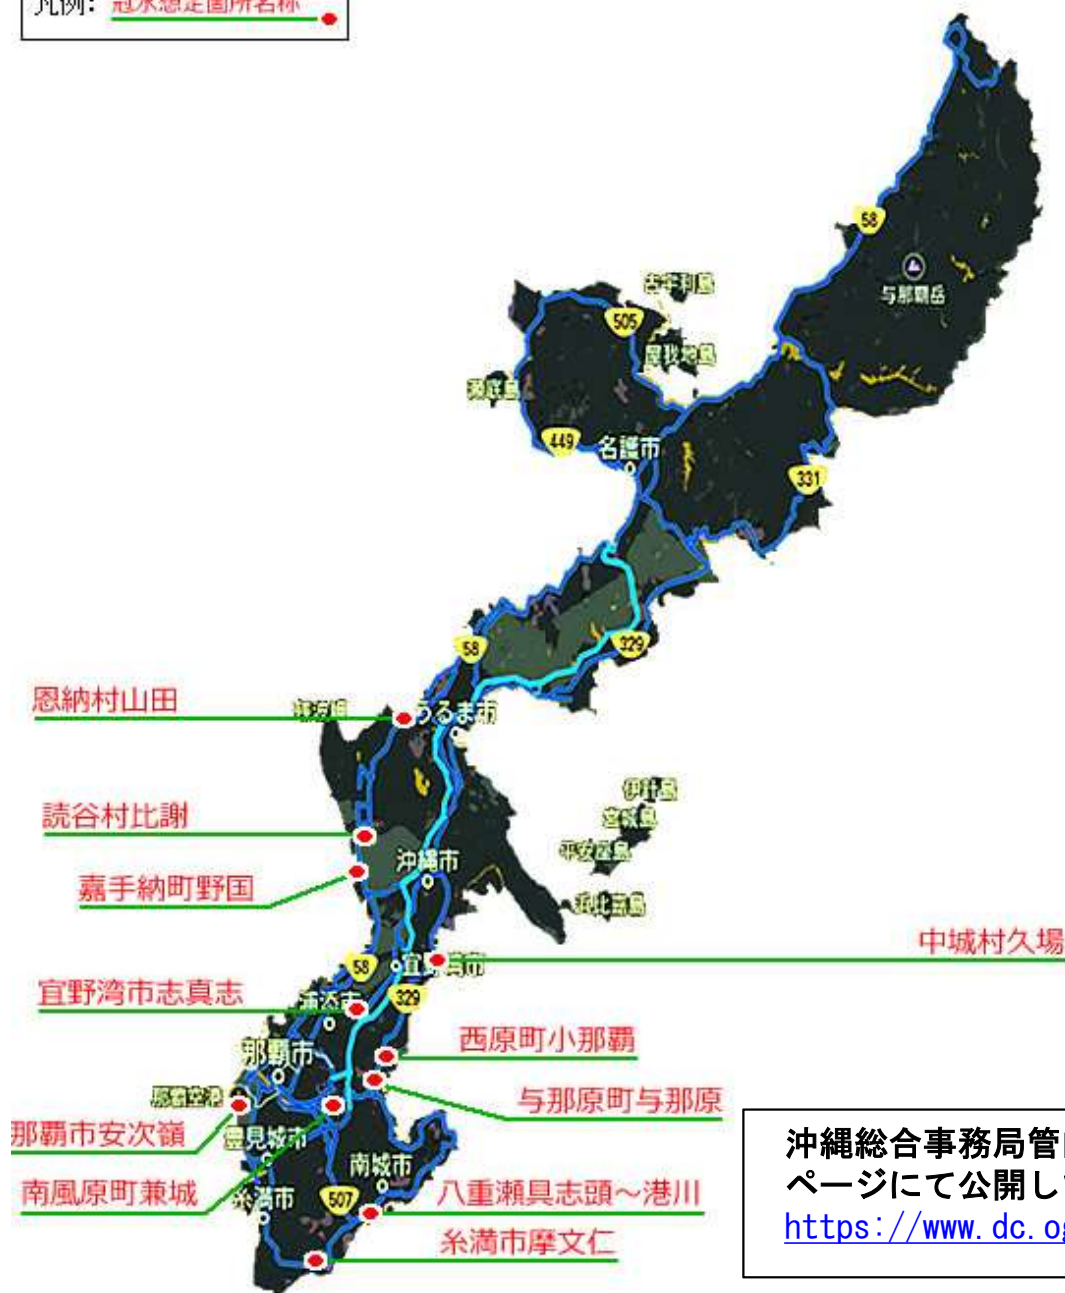 凡例: 冠水想定箇所名称
58
与那覇岳
古宇利島
505
屋我地島
瀬底島
449
名護市
331
58
329
恩納村山田
うるま市
読谷村比謝
伊計島
宮城島
平安座島
沖縄市
嘉手納町野国
浜比嘉島
中城村久場
58
宜野湾市
宜野湾市志真志
329
浦添市
西原町小那覇
那覇市
与那原町与那原
那覇空港
那覇市安次嶺
豊見城市
南城市
南風原町兼城
糸満市
507
八重瀬具志頭～港川
糸満市摩文仁
沖縄総合事務局管
ページにて公開し
https://www.dc.og